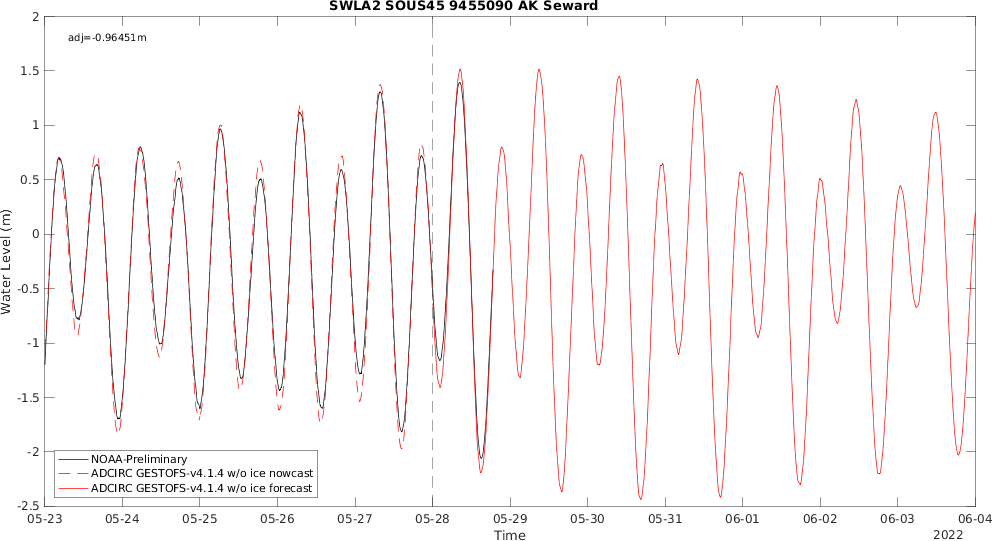 SWLA2 SOUS45 9455090 AK Seward
adj=-0.96451m
Water Level (m)
2
1.5
1
0.5
0
-0.5
-1
-1.5
-2
-2.5
NOAA-Preliminary
ADCIRC GESTOFS-v4.1.4 w/o ice nowcast
ADCIRC GESTOFS-v4.1.4 w/o ice forecast
05-23 05-24 05-25 05-26 05-27 05-28 05-29 05-30 05-31 06-01 06-02 06-03 06-04
Time
2022